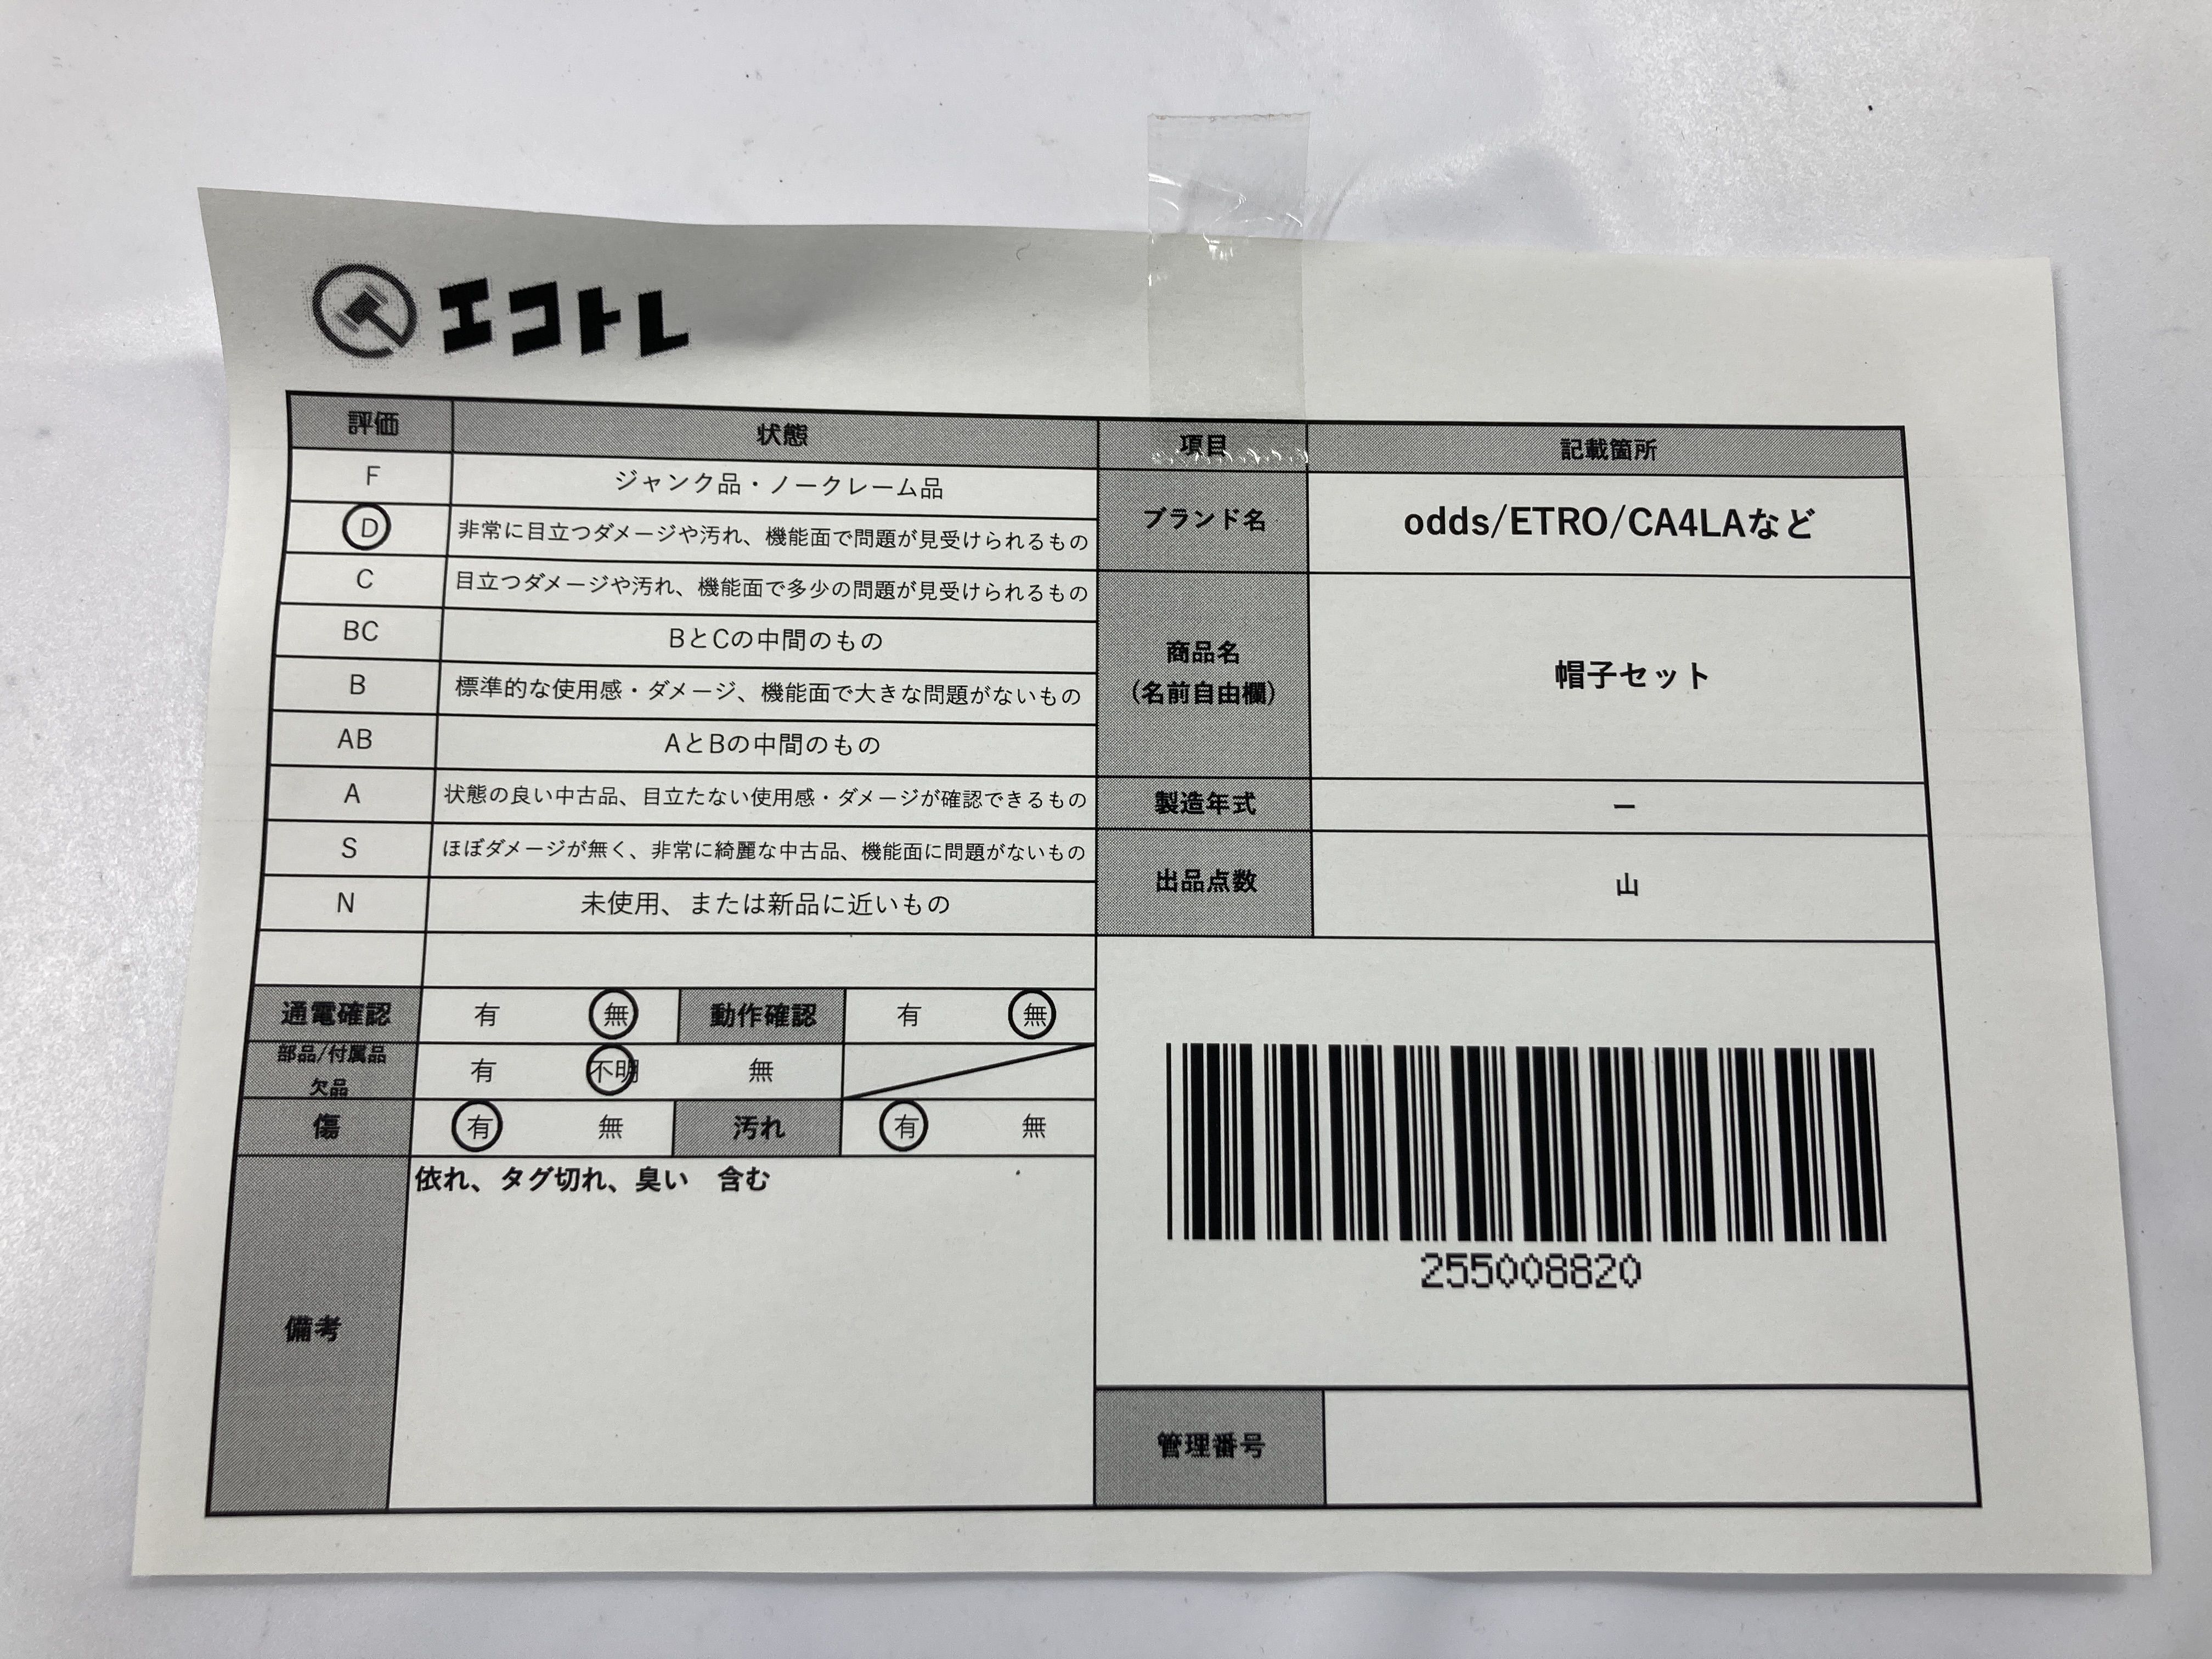 エコトレ
評価 状態 項目 記載箇所
F ジャンク品・ノークレーム品
D 非常に目立つダメージや汚れ、機能面で問題が見受けられるもの
C 目立つダメージや汚れ、機能面で多少の問題が見受けられるもの
BC BとCの中間のもの
B 標準的な使用感・ダメージ、機能面で大きな問題がないもの
AB AとBの中間のもの
A 状態の良い中古品、目立たない使用感・ダメージが確認できるもの
S ほぼダメージが無く、非常に綺麗な中古品、機能面に問題がないもの
N 未使用、または新品に近いもの
ブランド名 odds/ETRO/CA4LAなど
商品名
(名前自由欄) 帽子セット
製造年式 ー
出品点数 山
通電確認 有 無 動作確認 有 無
部品/付属品
欠品 有 不明 無
傷 有 無 汚れ 有 無
備考 依れ、タグ切れ、臭い 含む
255008820
管理番号